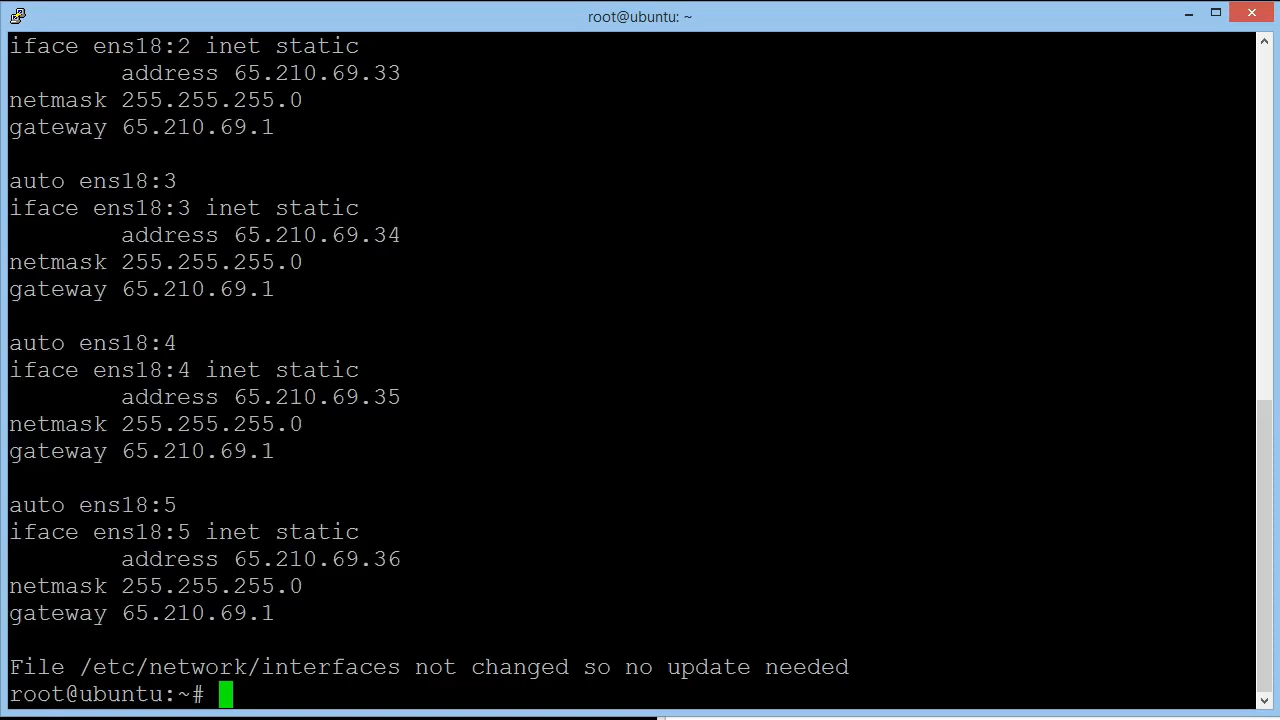 root@ubuntu: ~
iface ens18:2 inet static
        address 65.210.69.33
netmask 255.255.255.0
gateway 65.210.69.1

auto ens18:3
iface ens18:3 inet static
        address 65.210.69.34
netmask 255.255.255.0
gateway 65.210.69.1

auto ens18:4
iface ens18:4 inet static
        address 65.210.69.35
netmask 255.255.255.0
gateway 65.210.69.1

auto ens18:5
iface ens18:5 inet static
        address 65.210.69.36
netmask 255.255.255.0
gateway 65.210.69.1

File /etc/network/interfaces not changed so no update needed
root@ubuntu:~#